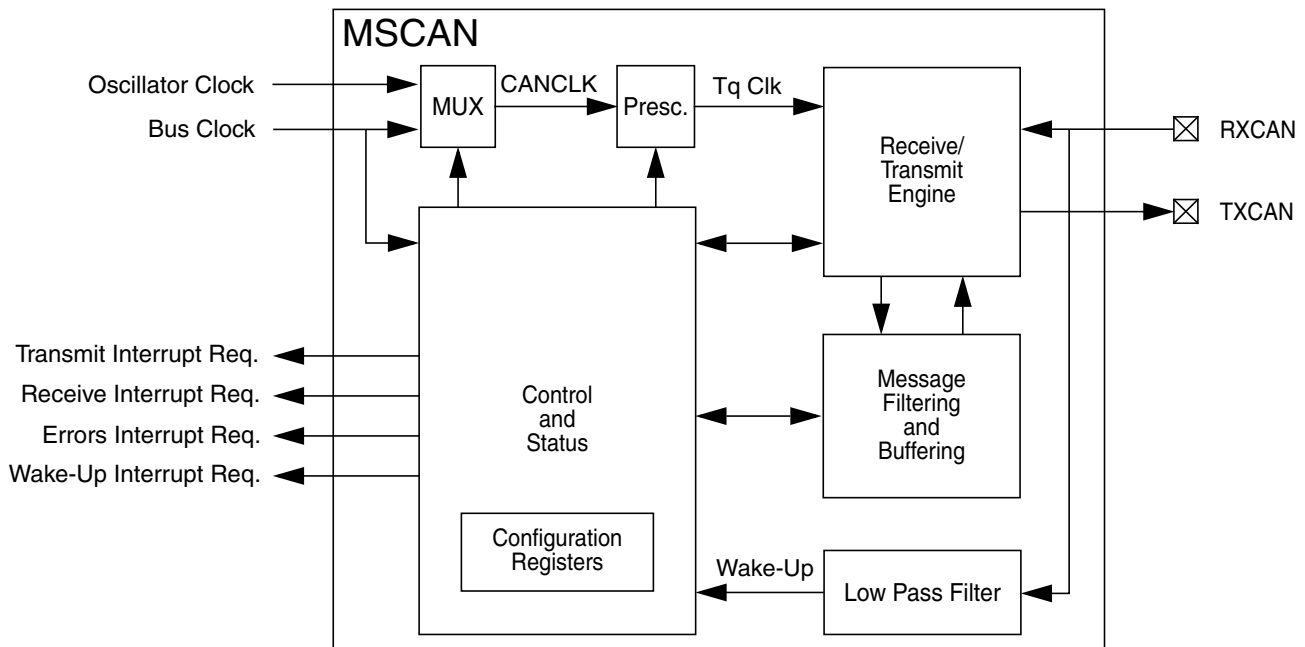 MSCAN
Oscillator Clock
Bus Clock
MUX
CANCLK
Presc.
Tq Clk
Receive/
Transmit
Engine
RXCAN
TXCAN
Transmit Interrupt Req.
Receive Interrupt Req.
Errors Interrupt Req.
Wake-Up Interrupt Req.
Control
and
Status
Message
Filtering
and
Buffering
Configuration
Registers
Wake-Up
Low Pass Filter